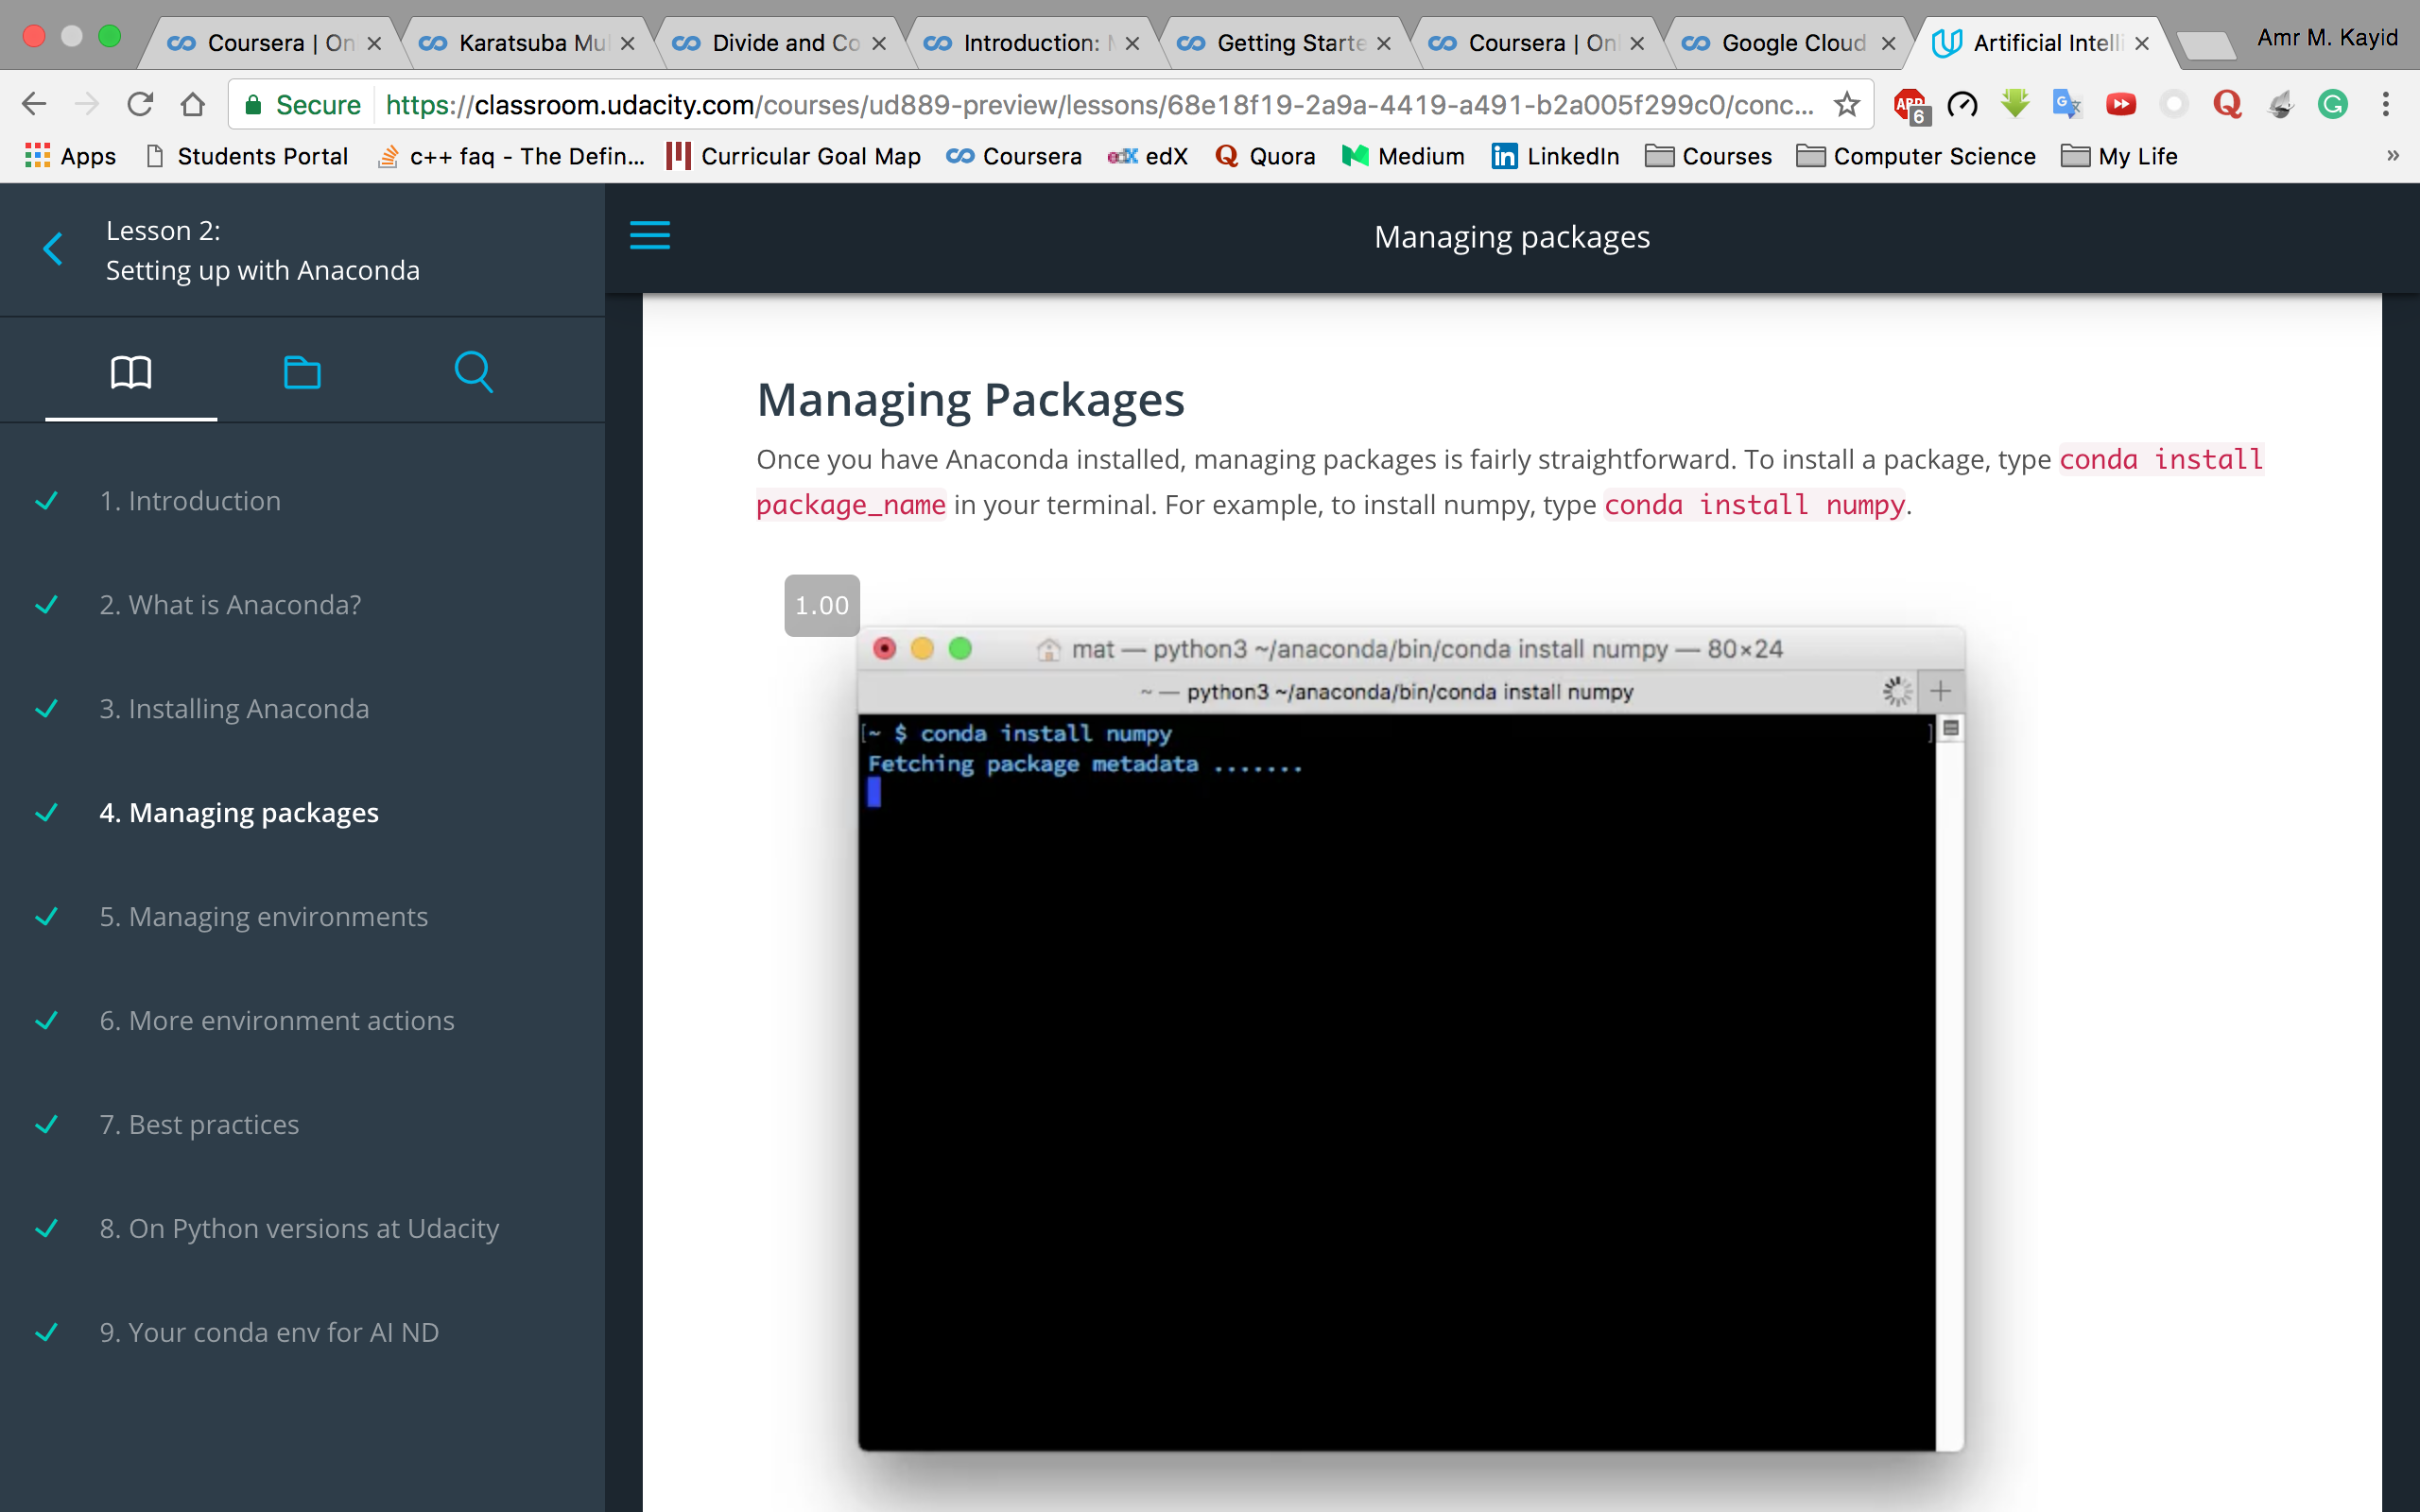 Coursera | On
Karatsuba Mul
Divide and Co
Introduction:
Getting Starte
Coursera | Onl
Google Cloud
Artificial Intelli
Amr M. Kayid
Secure
https://classroom.udacity.com/courses/ud889-preview/lessons/68e18f19-2a9a-4419-a491-b2a005f299c0/conc...
ABP
6
Apps
Students Portal
c++ faq - The Defin...
Curricular Goal Map
Coursera
edX edX
Quora
Medium
in LinkedIn
Courses
Computer Science
My Life
»
Lesson 2:
Setting up with Anaconda
1. Introduction
2. What is Anaconda?
3. Installing Anaconda
4. Managing packages
5. Managing environments
6. More environment actions
7. Best practices
8. On Python versions at Udacity
9. Your conda env for AI ND
Managing packages
Managing Packages
Once you have Anaconda installed, managing packages is fairly straightforward. To install a package, type conda install
package_name in your terminal. For example, to install numpy, type conda install numpy.
1.00
mat — python3 ~/anaconda/bin/conda install numpy — 80×24
~ — python3 ~/anaconda/bin/conda install numpy
[~ $ conda install numpy ]
Fetching package metadata .......